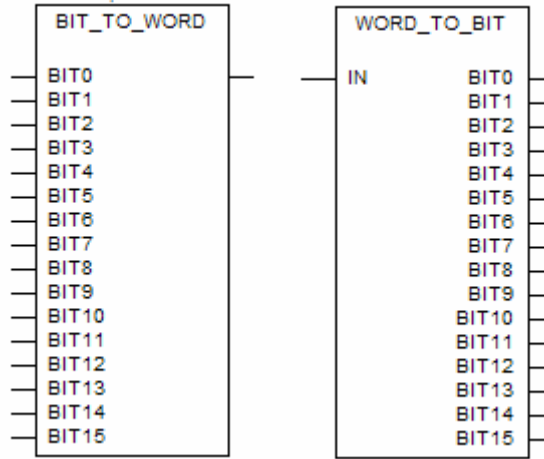 BIT_TO_WORD
BIT0
BIT1
BIT2
BIT3
BIT4
BIT5
BIT6
BIT7
BIT8
BIT9
BIT10
BIT11
BIT12
BIT13
BIT14
BIT15
WORD_TO_BIT
IN BIT0
BIT1
BIT2
BIT3
BIT4
BIT5
BIT6
BIT7
BIT8
BIT9
BIT10
BIT11
BIT12
BIT13
BIT14
BIT15